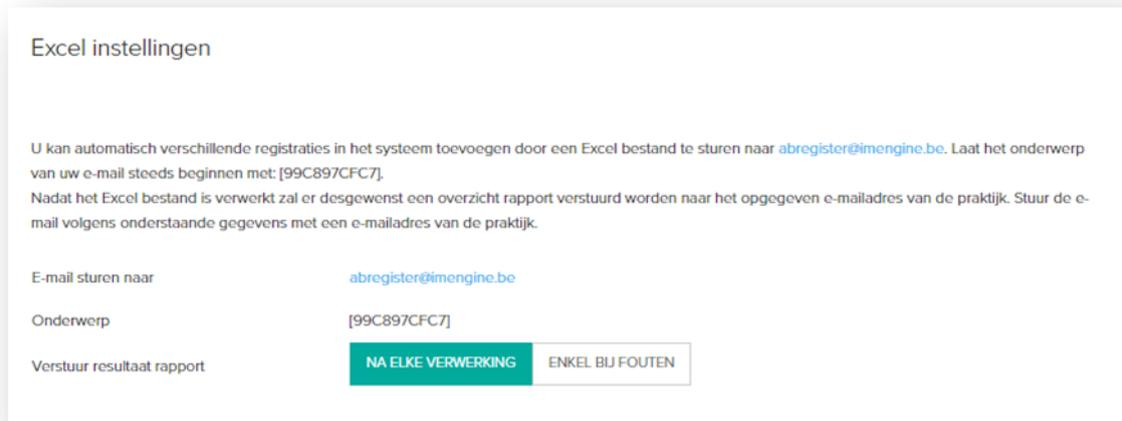 Excel instellingen
U kan automatisch verschillende registraties in het systeem toevoegen door een Excel bestand te sturen naar abregister@imengine.be. Laat het onderwerp
van uw e-mail steeds beginnen met: [99C897CFC7].
Nadat het Excel bestand is verwerkt zal er desgewenst een overzicht rapport verstuurd worden naar het opgegeven e-mailadres van de praktijk. Stuur de e-
mail volgens onderstaande gegevens met een e-mailadres van de praktijk.
E-mail sturen naar abregister@imengine.be
Onderwerp [99C897CFC7]
Verstuur resultaat rapport NA ELKE VERWERKING ENKEL BIJ FOUTEN